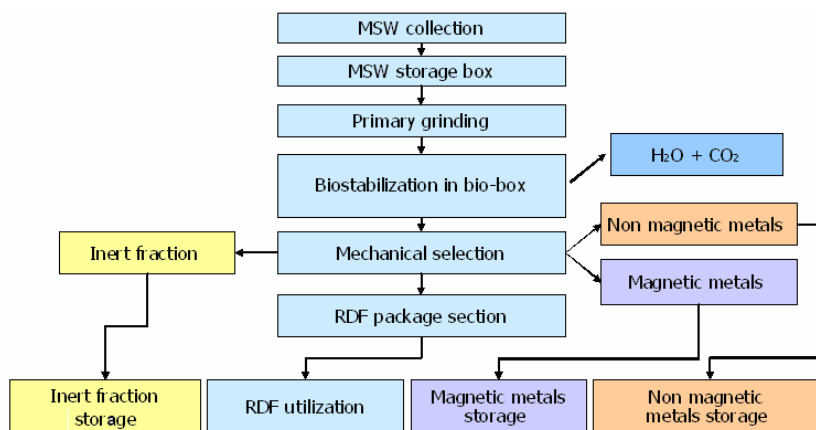 MSW collection
MSW storage box
Primary grinding
H₂O + CO₂
Biostabilization in bio-box
Non magnetic metals
Inert fraction
Mechanical selection
Magnetic metals
RDF package section
Inert fraction
storage
RDF utilization
Magnetic metals
storage
Non magnetic
metals storage